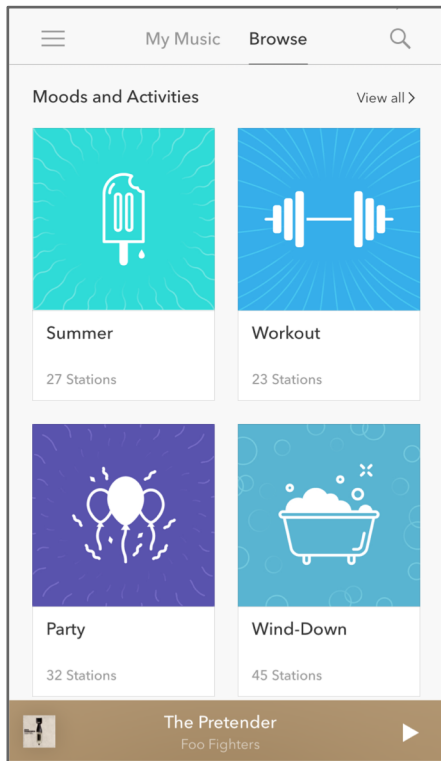 My Music Browse
Moods and Activities View all >
Summer
27 Stations
Workout
23 Stations
Party
32 Stations
Wind-Down
45 Stations
The Pretender
Foo Fighters